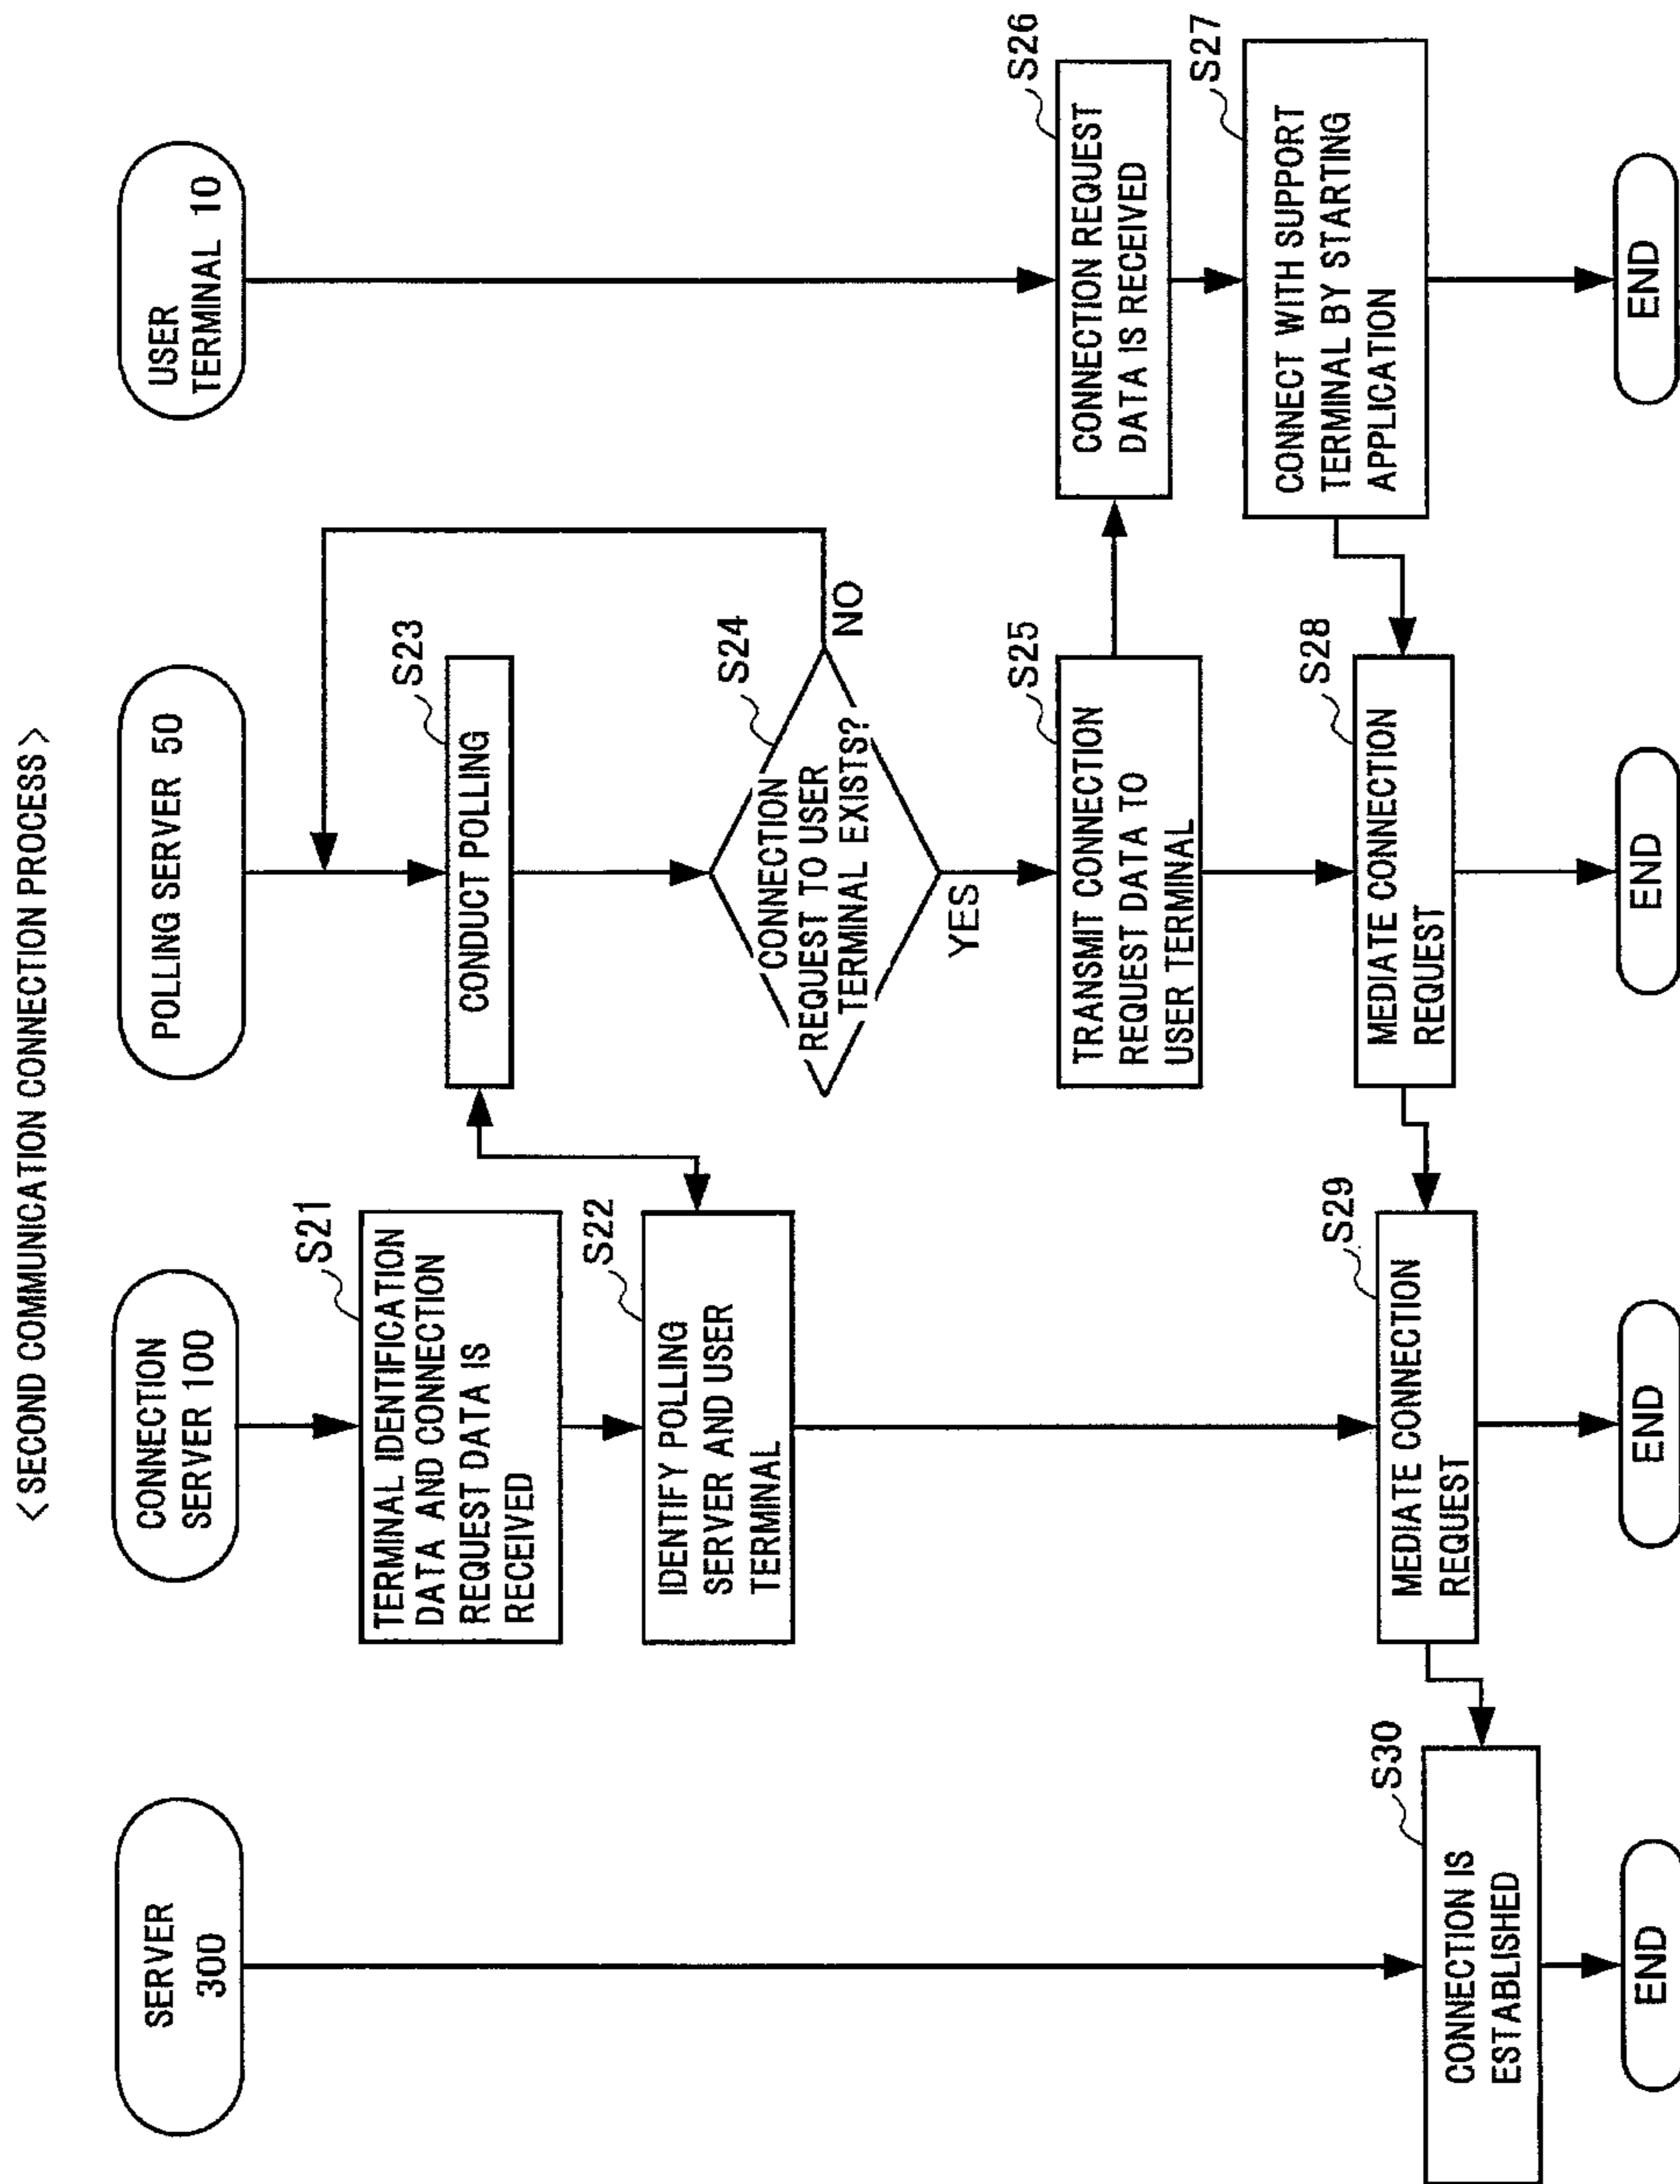 <SECOND COMMUNICATION CONNECTION PROCESS>
SERVER
300
CONNECTION
SERVER 100
POLLING SERVER 50
USER
TERMINAL 10
S21
TERMINAL IDENTIFICATION
DATA AND CONNECTION
REQUEST DATA IS
RECEIVED
S22
IDENTIFY POLLING
SERVER AND USER
TERMINAL
S23
CONDUCT POLLING
S24
CONNECTION
REQUEST TO USER
TERMINAL EXISTS?
NO
YES
S25
TRANSMIT CONNECTION
REQUEST DATA TO
USER TERMINAL
S26
CONNECTION REQUEST
DATA IS RECEIVED
S27
CONNECT WITH SUPPORT
TERMINAL BY STARTING
APPLICATION
S28
MEDIATE CONNECTION
REQUEST
S29
MEDIATE CONNECTION
REQUEST
S30
CONNECTION IS
ESTABLISHED
END
END
END
END